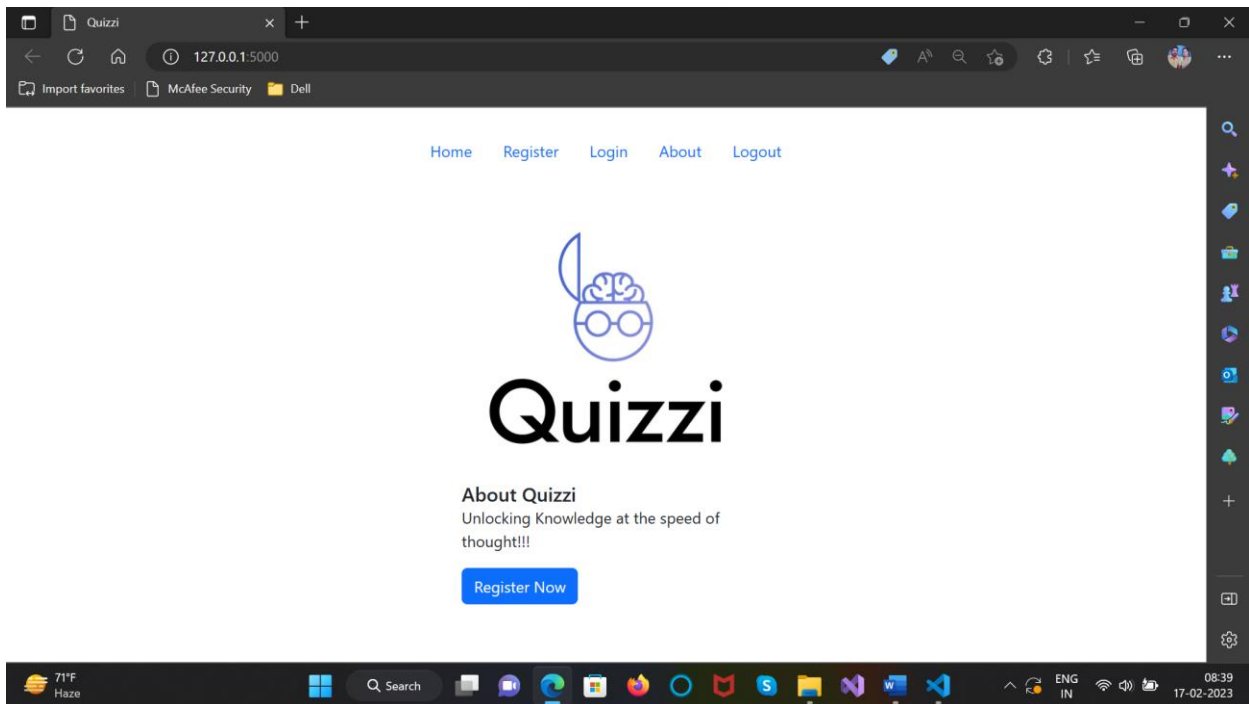 Quizzi
127.0.0.1:5000
Import favorites McAfee Security Dell
Home Register Login About Logout
Quizzi
About Quizzi
Unlocking Knowledge at the speed of
thought!!!
Register Now
71°F
Haze
Search
ENG
IN
08:39
17-02-2023